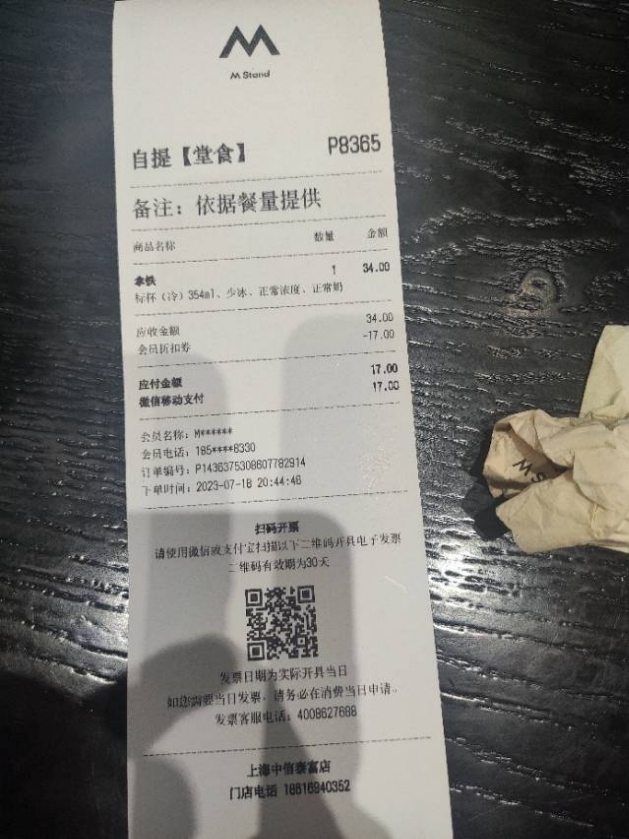 M Stand
自提【堂食】 P8365
备注：依据餐量提供
商品名称 数量 金额
拿铁 1 34.00
标杯（冷）354ml、少冰、正常浓度、正常奶
应收金额 34.00
会员折扣券 -17.00
应付金额 17.00
微信移动支付 17.00
会员名称：M******
会员电话：185****8330
订单编号：P1436375308807782914
下单时间：2023-07-18 20:44:48
扫码开票
请使用微信或支付宝扫描以下二维码开具电子发票
二维码有效期为30天
发票日期为实际开具当日
如您需要当日发票，请务必在消费当日申请。
发票客服电话：4008627688
上海中信泰富店
门店电话 18616840352
M.S